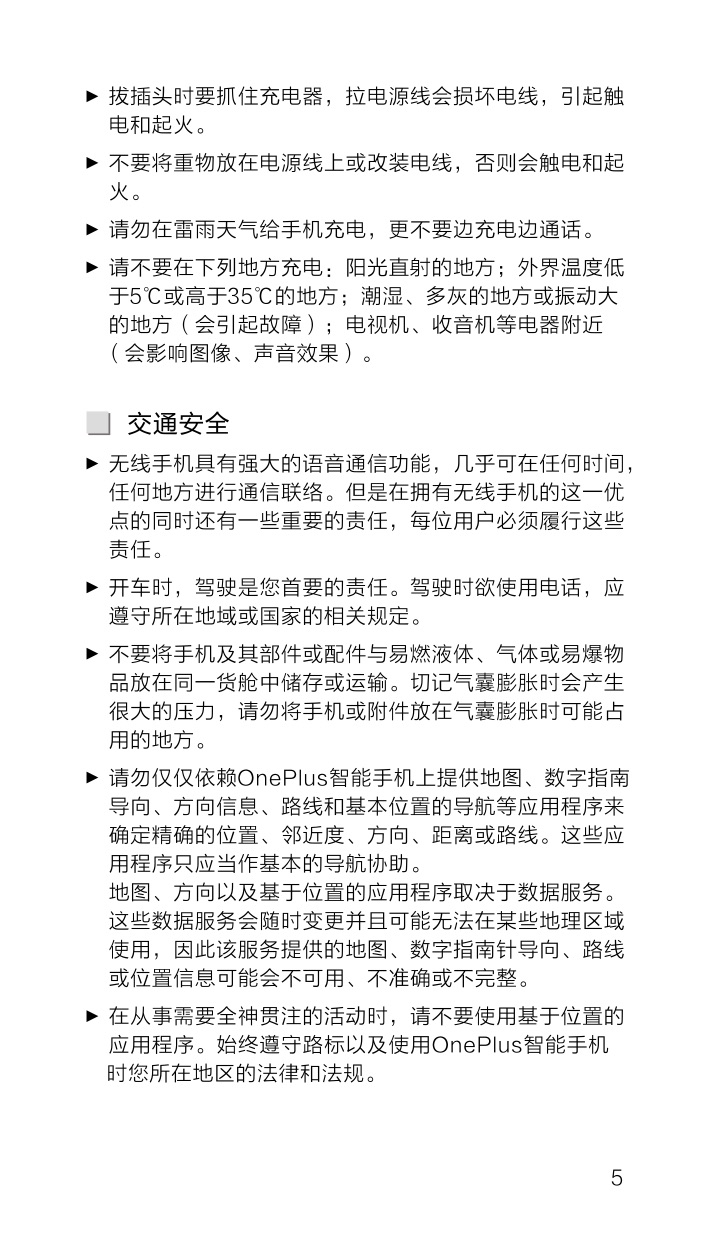 ▶ 拔插头时要抓住充电器，拉电源线会损坏电线，引起触
电和起火。
▶ 不要将重物放在电源线上或改装电线，否则会触电和起
火。
▶ 请勿在雷雨天气给手机充电，更不要边充电边通话。
▶ 请不要在下列地方充电：阳光直射的地方；外界温度低
于5℃或高于35℃的地方；潮湿、多灰的地方或振动大
的地方（会引起故障）；电视机、收音机等电器附近
（会影响图像、声音效果）。
交通安全
▶ 无线手机具有强大的语音通信功能，几乎可在任何时间，
任何地方进行通信联络。但是在拥有无线手机的这一优
点的同时还有一些重要的责任，每位用户必须履行这些
责任。
▶ 开车时，驾驶是您首要的责任。驾驶时欲使用电话，应
遵守所在地域或国家的相关规定。
▶ 不要将手机及其部件或配件与易燃液体、气体或易爆物
品放在同一货舱中储存或运输。切记气囊膨胀时会产生
很大的压力，请勿将手机或附件放在气囊膨胀时可能占
用的地方。
▶ 请勿仅仅依赖OnePlus智能手机上提供地图、数字指南
导向、方向信息、路线和基本位置的导航等应用程序来
确定精确的位置、邻近度、方向、距离或路线。这些应
用程序只应当作基本的导航协助。
地图、方向以及基于位置的应用程序取决于数据服务。
这些数据服务会随时变更并且可能无法在某些地理区域
使用，因此该服务提供的地图、数字指南针导向、路线
或位置信息可能会不可用、不准确或不完整。
▶ 在从事需要全神贯注的活动时，请不要使用基于位置的
应用程序。始终遵守路标以及使用OnePlus智能手机
时您所在地区的法律和法规。
5